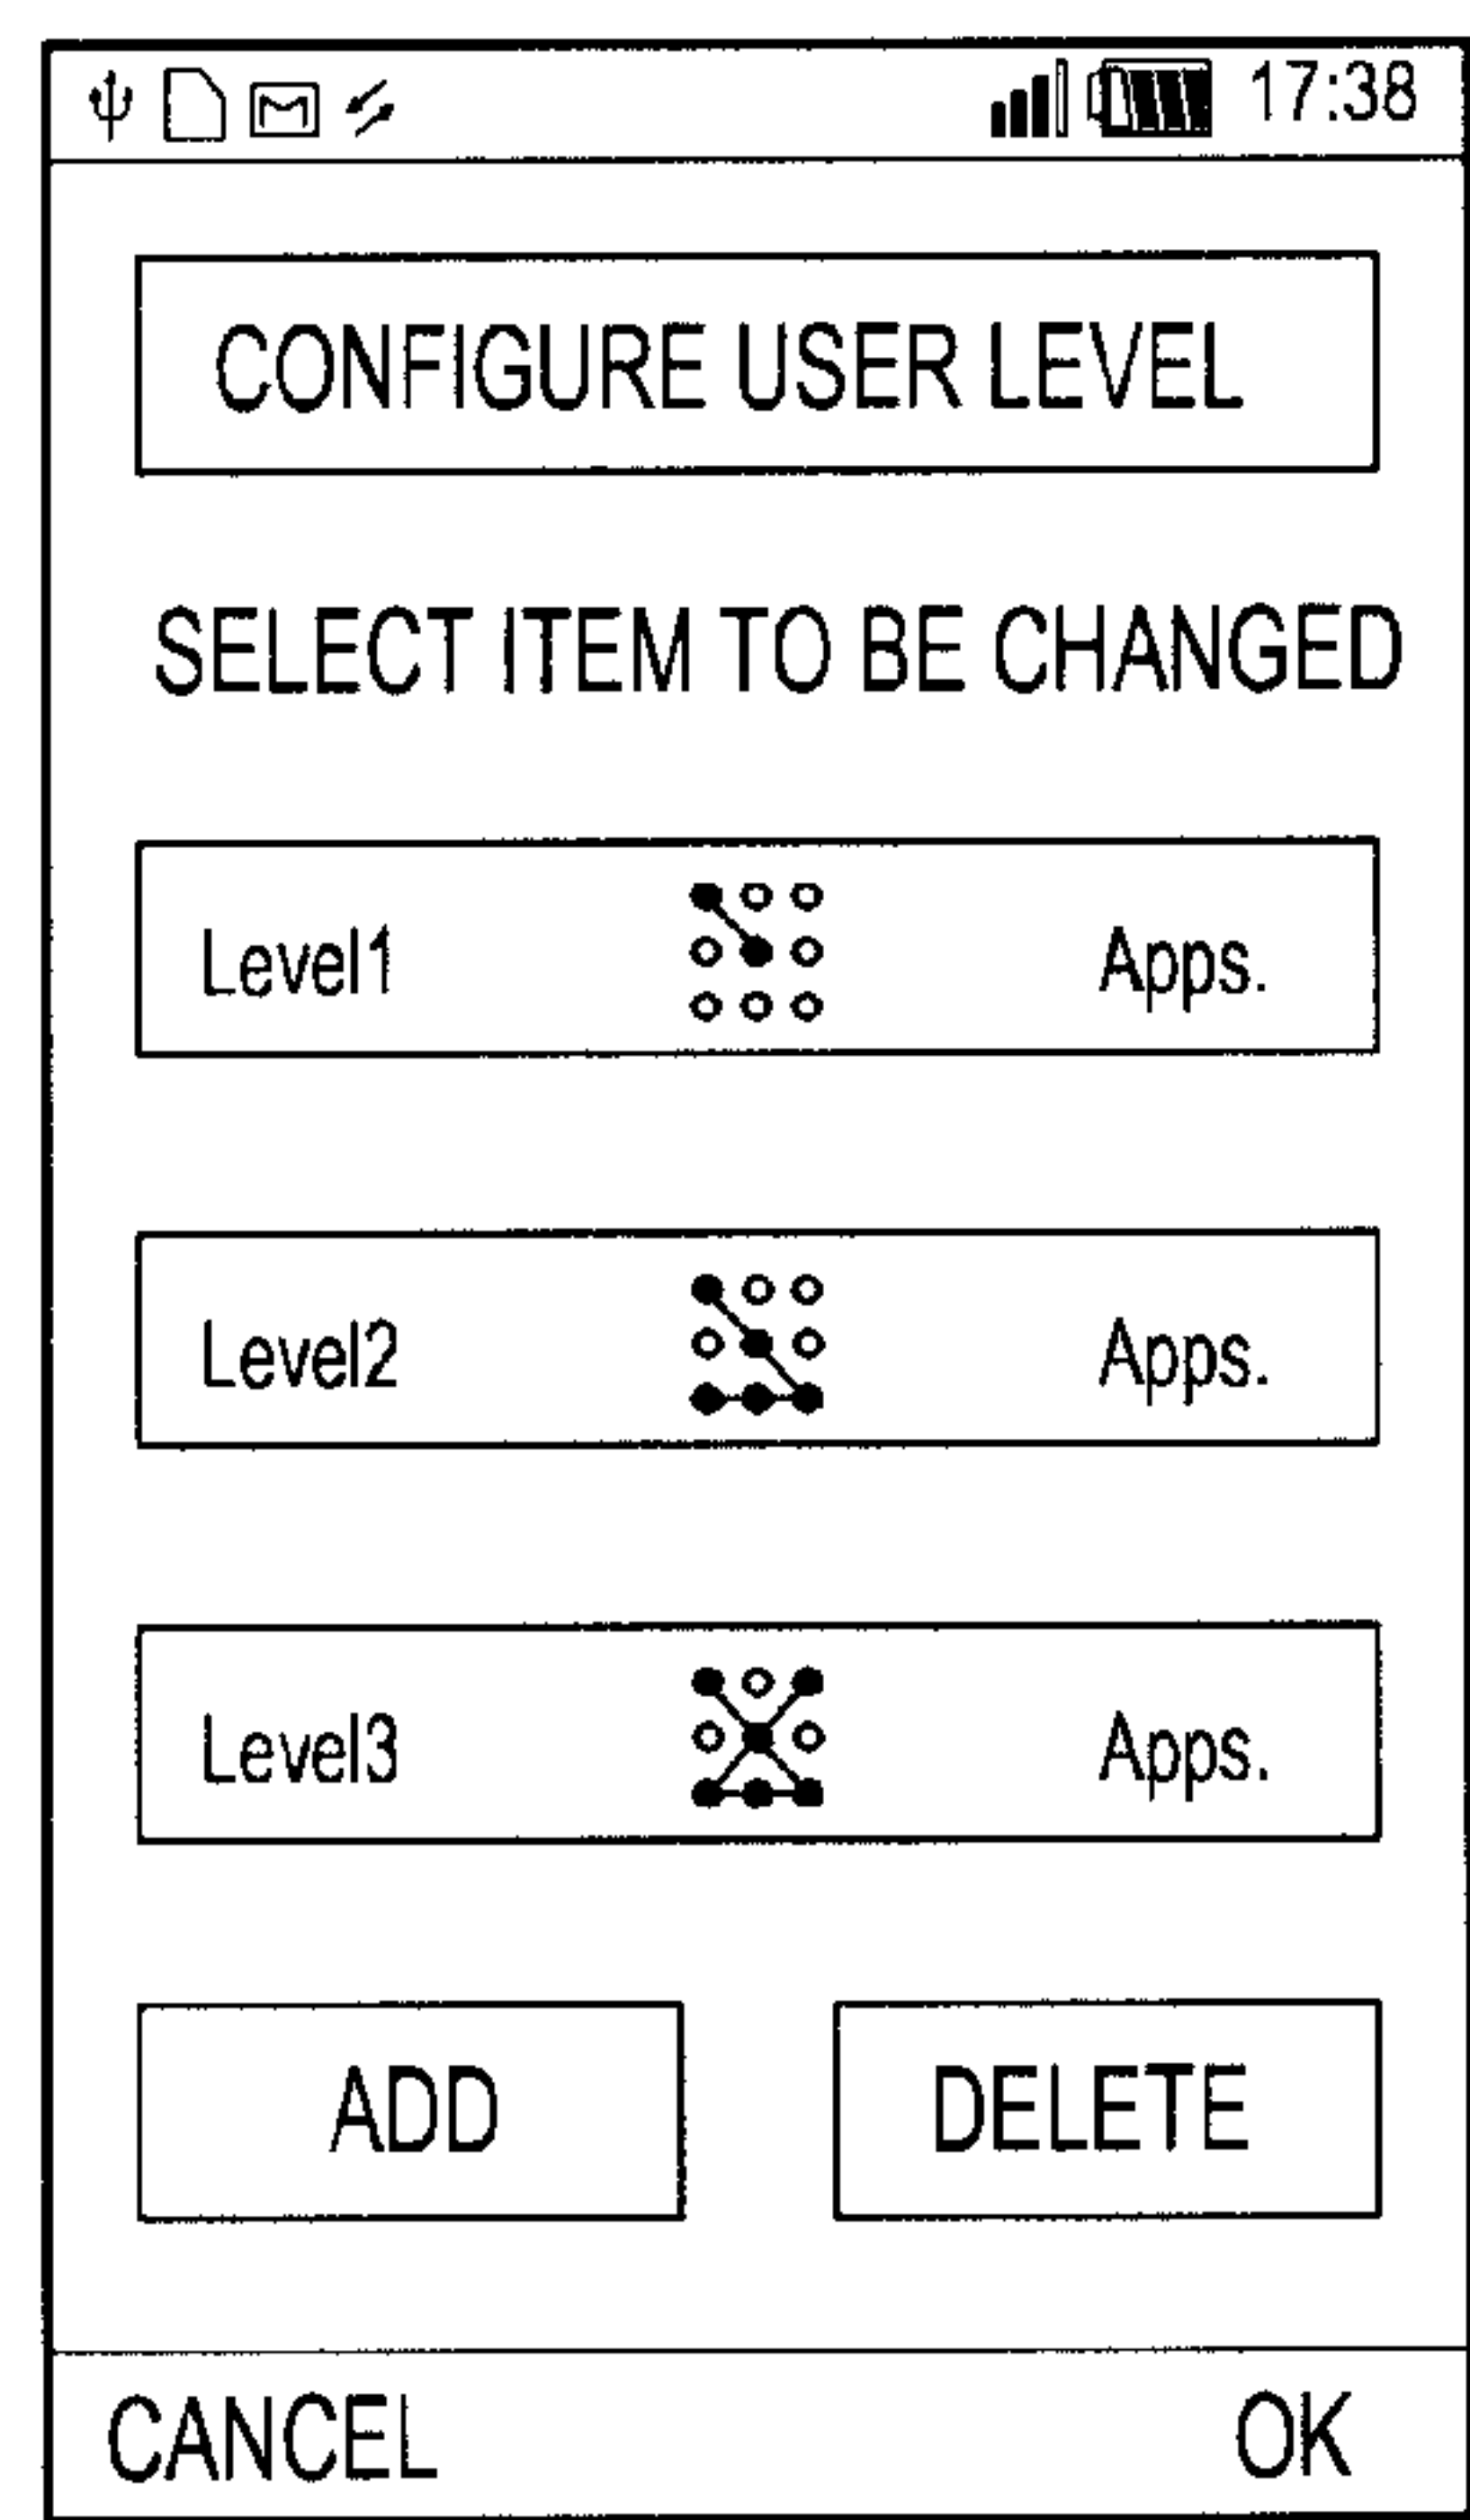 17:38
CONFIGURE USER LEVEL
SELECT ITEM TO BE CHANGED
Level1 Apps.
Level2 Apps.
Level3 Apps.
ADD DELETE
CANCEL OK